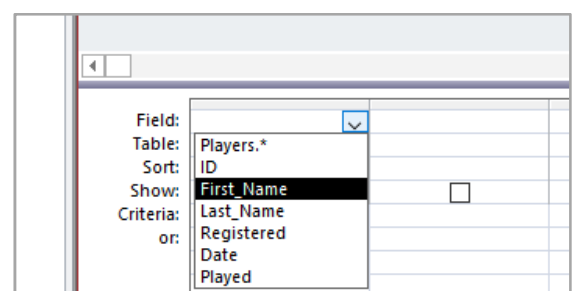 Field:
Table: Players.*
Sort: ID
Show: First_Name
Criteria: Last_Name
or: Registered
Date
Played